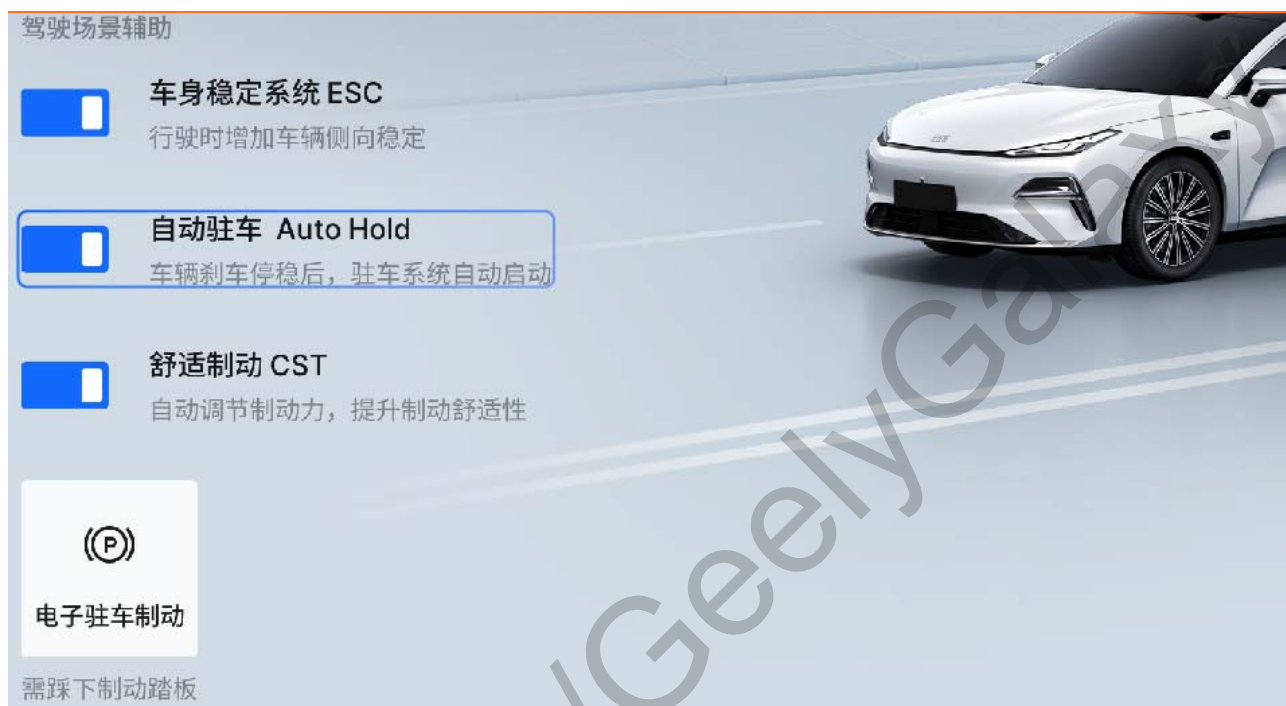 驾驶场景辅助
车身稳定系统 ESC
行驶时增加车辆侧向稳定
自动驻车 Auto Hold
车辆刹车停稳后，驻车系统自动启动
舒适制动 CST
自动调节制动力，提升制动舒适性
(P)
电子驻车制动
需踩下制动踏板
/GeelyGalaxy